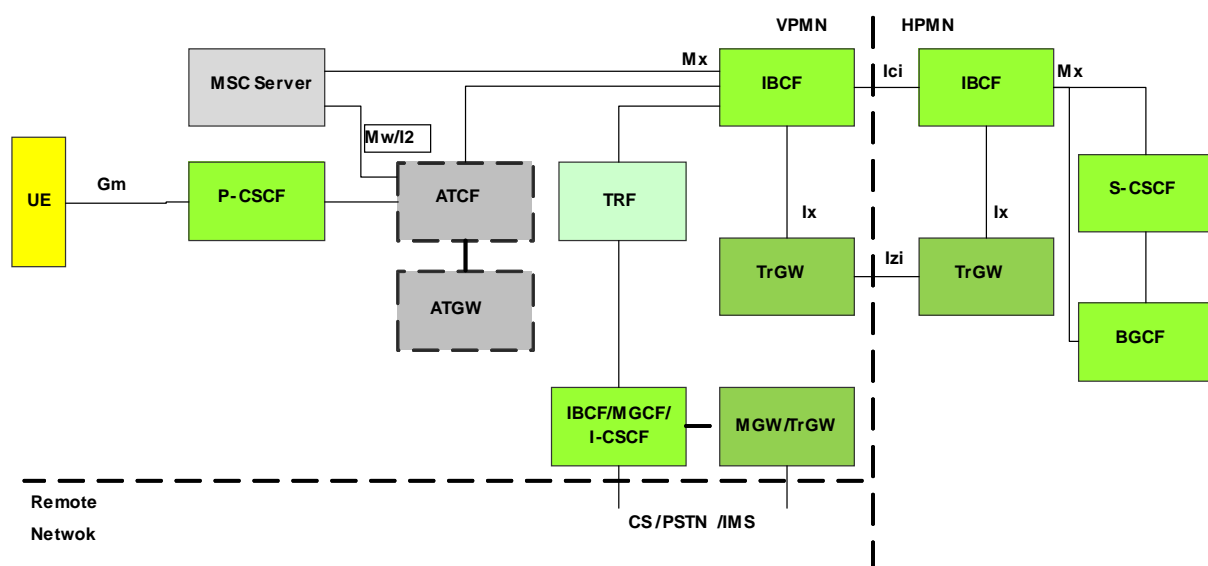 VPMN
HPMN
MSC Server
Mx
IBCF
Ici
IBCF
Mx
Mw/I2
UE
Gm
P-CSCF
ATCF
TRF
S-CSCF
Ix
Ix
ATGW
TrGW
Izi
TrGW
BGCF
IBCF/MGCF/
I-CSCF
MGW/TrGW
Remote
Netwok
CS/PSTN /IMS